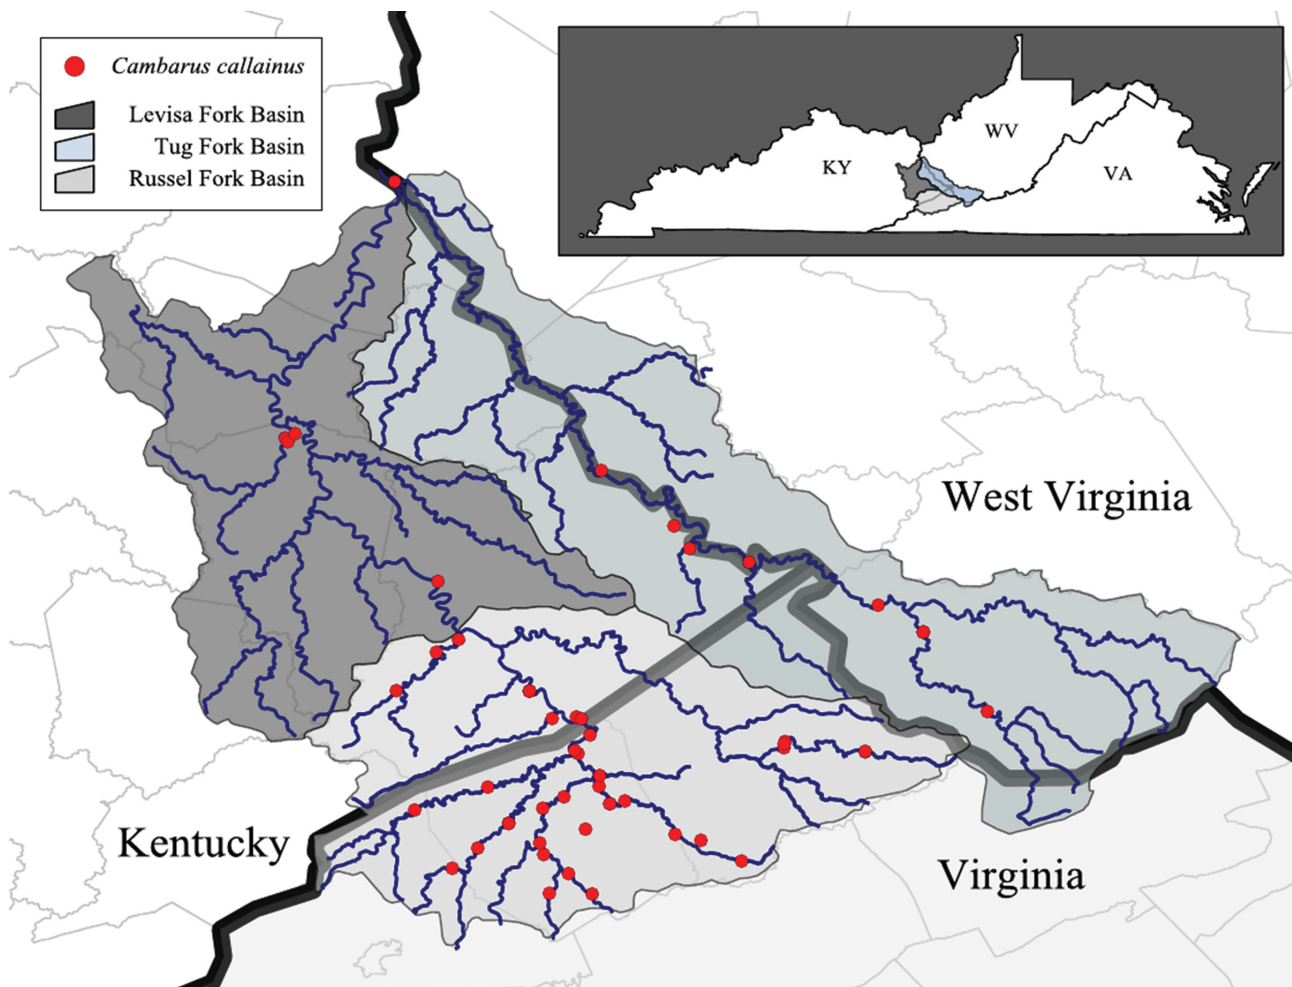 Cambarus callainus
Levisa Fork Basin
Tug Fork Basin
Russel Fork Basin
WV
KY
VA
West Virginia
Kentucky
Virginia